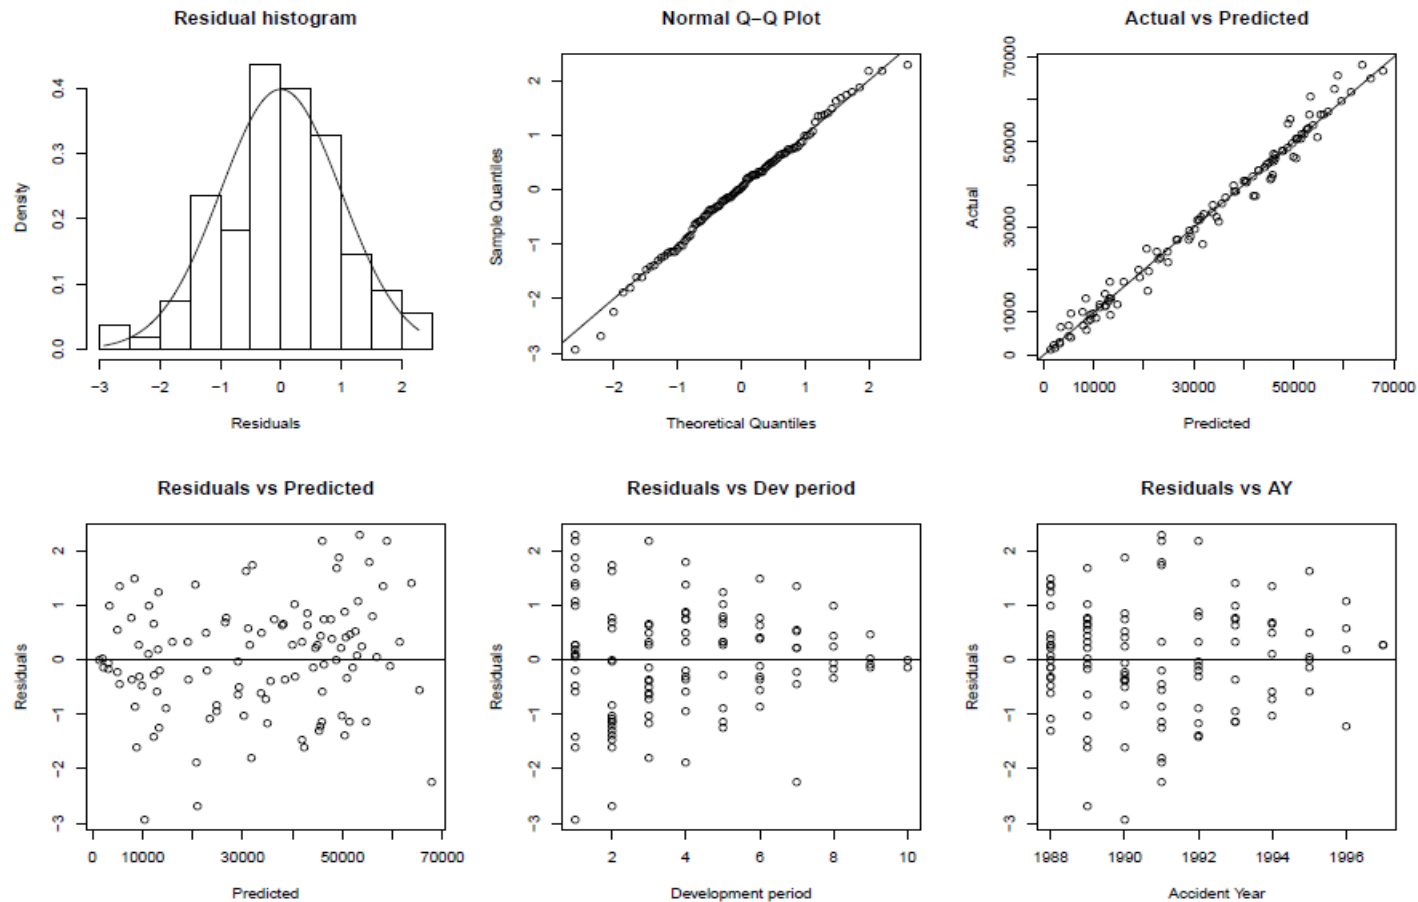 Residual histogram
Density
0.0 0.1 0.2 0.3 0.4
−3 −2 −1 0 1 2
Residuals
Normal Q−Q Plot
Sample Quantiles
−3 −2 −1 0 1 2
−2 −1 0 1 2
Theoretical Quantiles
Actual vs Predicted
Actual
0 10000 30000 50000 70000
0 10000 30000 50000 70000
Predicted
Residuals vs Predicted
Residuals
−3 −2 −1 0 1 2
0 10000 30000 50000 70000
Predicted
Residuals vs Dev period
Residuals
−3 −2 −1 0 1 2
2 4 6 8 10
Development period
Residuals vs AY
Residuals
−3 −2 −1 0 1 2
1988 1990 1992 1994 1996
Accident Year